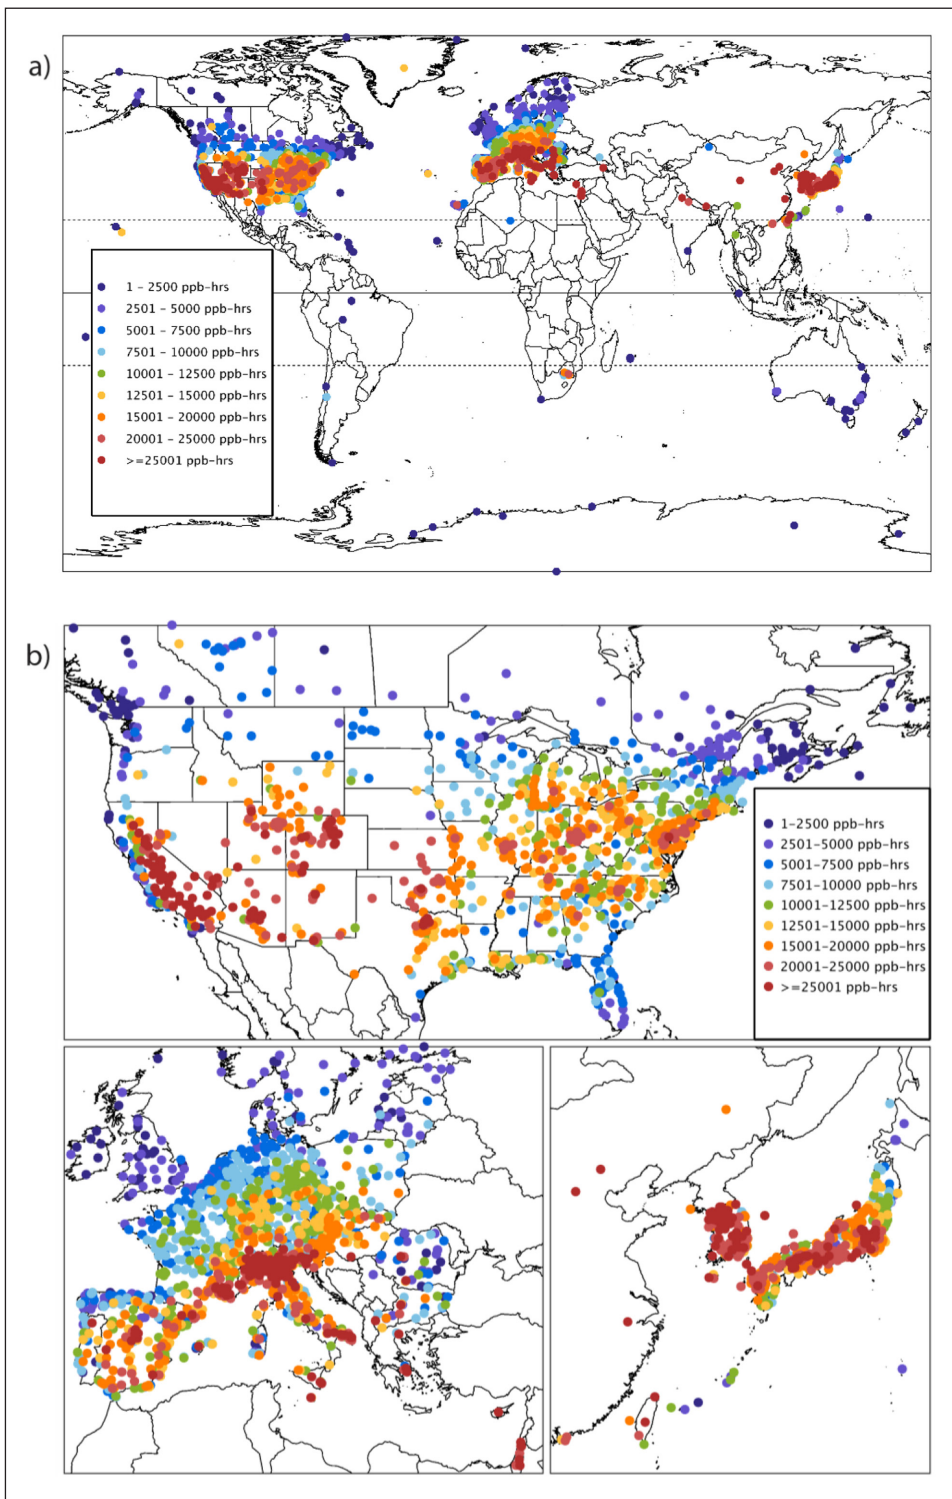 a)
1 – 2500 ppb–hrs
2501 – 5000 ppb–hrs
5001 – 7500 ppb–hrs
7501 – 10000 ppb–hrs
10001 – 12500 ppb–hrs
12501 – 15000 ppb–hrs
15001 – 20000 ppb–hrs
20001 – 25000 ppb–hrs
>=25001 ppb–hrs
b)
1–2500 ppb–hrs
2501–5000 ppb–hrs
5001–7500 ppb–hrs
7501–10000 ppb–hrs
10001–12500 ppb–hrs
12501–15000 ppb–hrs
15001–20000 ppb–hrs
20001–25000 ppb–hrs
>=25001 ppb–hrs